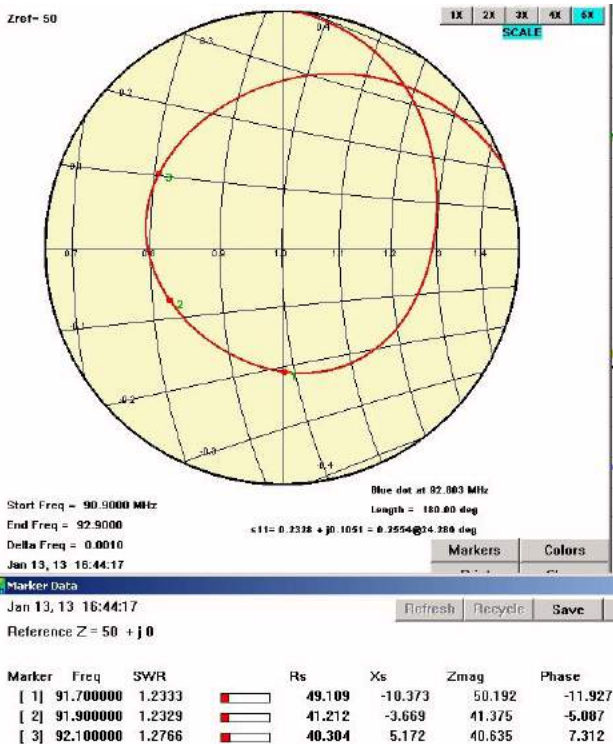 Zref= 50
1X 2X 3X 4X 5X
SCALE
0.4
0.3
0.2
0.1
3
0.7 0.8 1.0 1.1 1.2 1.3 1.4
2
-0.1
-0.2
-0.3
-0.4
Blue dot at 92.803 MHz
Length = 180.00 deg
s11= 0.2328 + j0.1051 = 0.2554@24.280 deg
Start Freq = 90.9000 MHz
End Freq = 92.9000
Delta Freq = 0.0010
Jan 13, 13 16:44:17
Markers Colors
Marker Data
Jan 13, 13 16:44:17
Refresh Recycle Save
Reference Z = 50 + j 0
Marker Freq SWR Rs Xs Zmag Phase
[ 1] 91.700000 1.2333 49.109 -10.373 50.192 -11.927
[ 2] 91.900000 1.2329 41.212 -3.669 41.375 -5.087
[ 3] 92.100000 1.2766 40.304 5.172 40.635 7.312